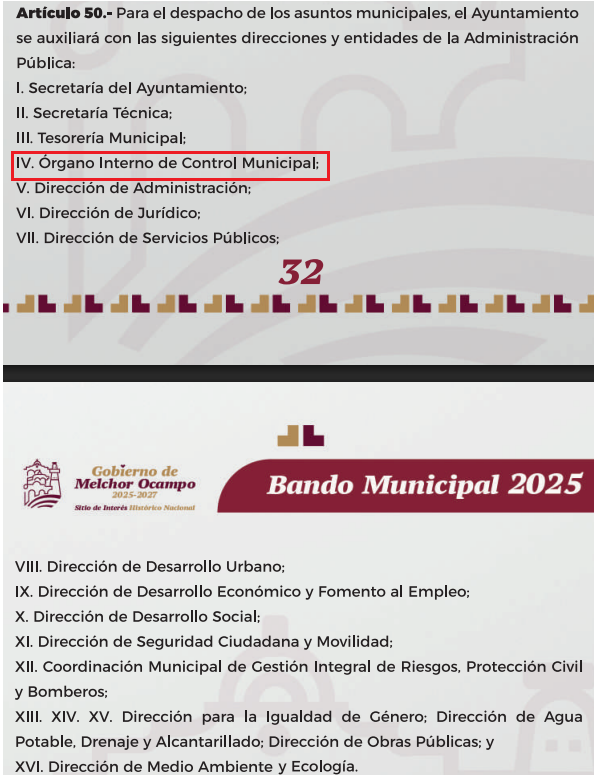 Artículo 50.- Para el despacho de los asuntos municipales, el Ayuntamiento
se auxiliará con las siguientes direcciones y entidades de la Administración
Pública:
I. Secretaría del Ayuntamiento;
II. Secretaría Técnica;
III. Tesorería Municipal;
IV. Órgano Interno de Control Municipal;
V. Dirección de Administración;
VI. Dirección de Jurídico;
VII. Dirección de Servicios Públicos;
32
Gobierno de
Melchor Ocampo
2025-2027
Sitio de Interés Histórico Nacional
Bando Municipal 2025
VIII. Dirección de Desarrollo Urbano;
IX. Dirección de Desarrollo Económico y Fomento al Empleo;
X. Dirección de Desarrollo Social;
XI. Dirección de Seguridad Ciudadana y Movilidad;
XII. Coordinación Municipal de Gestión Integral de Riesgos, Protección Civil
y Bomberos;
XIII. XIV. XV. Dirección para la Igualdad de Género; Dirección de Agua
Potable, Drenaje y Alcantarillado; Dirección de Obras Públicas; y
XVI. Dirección de Medio Ambiente y Ecología.